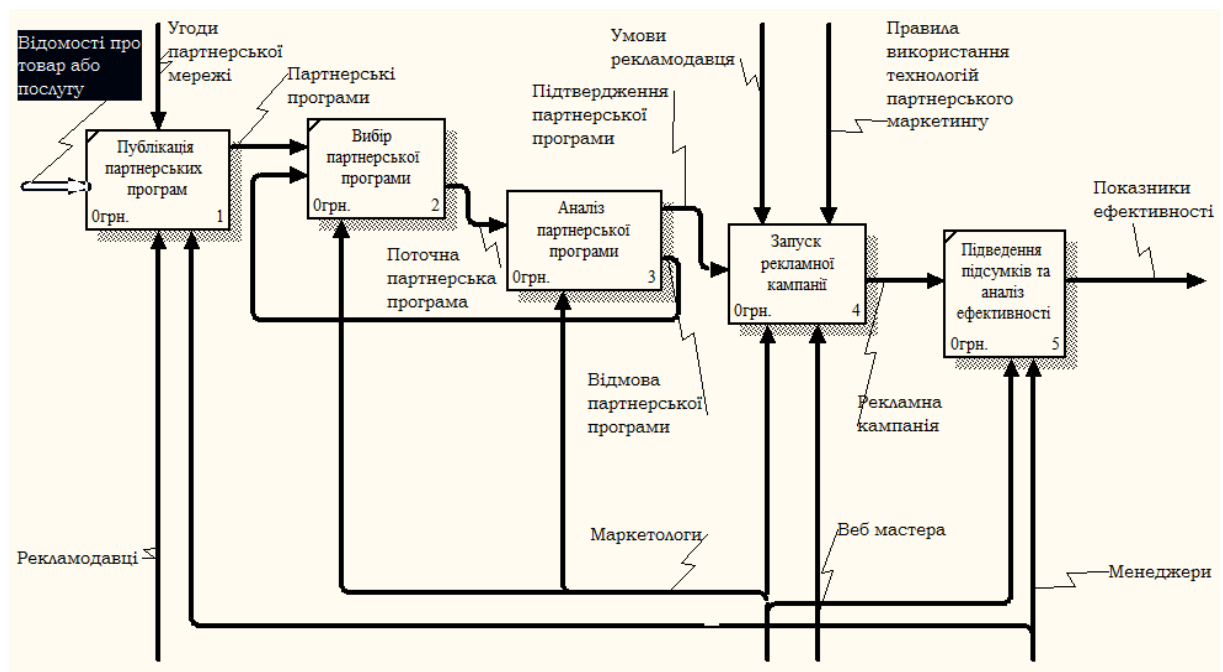 Відомості про
товар або
послугу
Угоди
партнерської
мережі
Партнерські
програми
Умови
рекламодавця
Підтвердження
партнерської
програми
Правила
використання
технологій
партнерського
маркетингу
Публікація
партнерських
програм
0грн. 1
Вибір
партнерської
програми
0грн. 2
Аналіз
партнерської
програми
0грн. 3
Запуск
рекламної
кампанії
0грн. 4
Підведення
підсумків та
аналіз
ефективності
0грн. 5
Показники
ефективності
Поточна
партнерська
програма
Відмова
партнерської
програми
Рекламна
кампанія
Рекламодавці
Маркетологи
Веб мастера
Менеджери